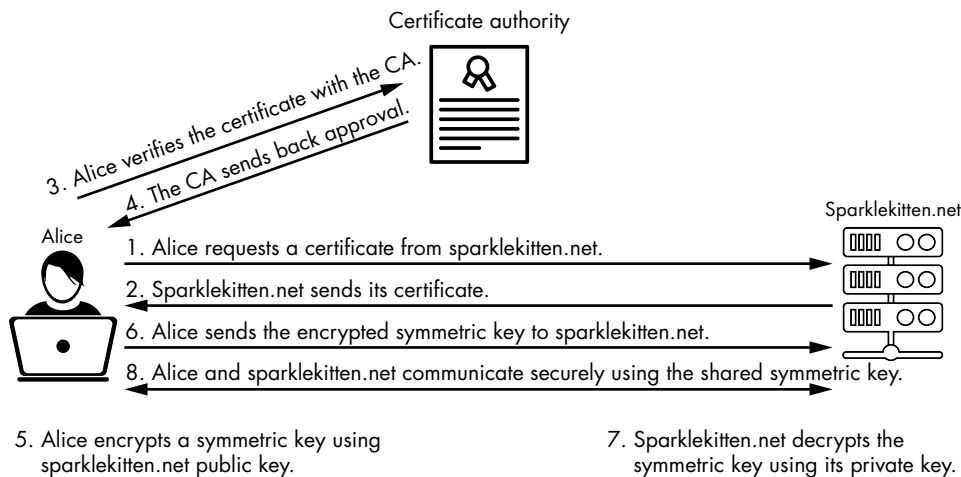 Certificate authority
3. Alice verifies the certificate with the CA.
4. The CA sends back approval.
Sparklekitten.net
Alice
1. Alice requests a certificate from sparklekitten.net.
2. Sparklekitten.net sends its certificate.
6. Alice sends the encrypted symmetric key to sparklekitten.net.
8. Alice and sparklekitten.net communicate securely using the shared symmetric key.
5. Alice encrypts a symmetric key using
sparklekitten.net public key.
7. Sparklekitten.net decrypts the
symmetric key using its private key.